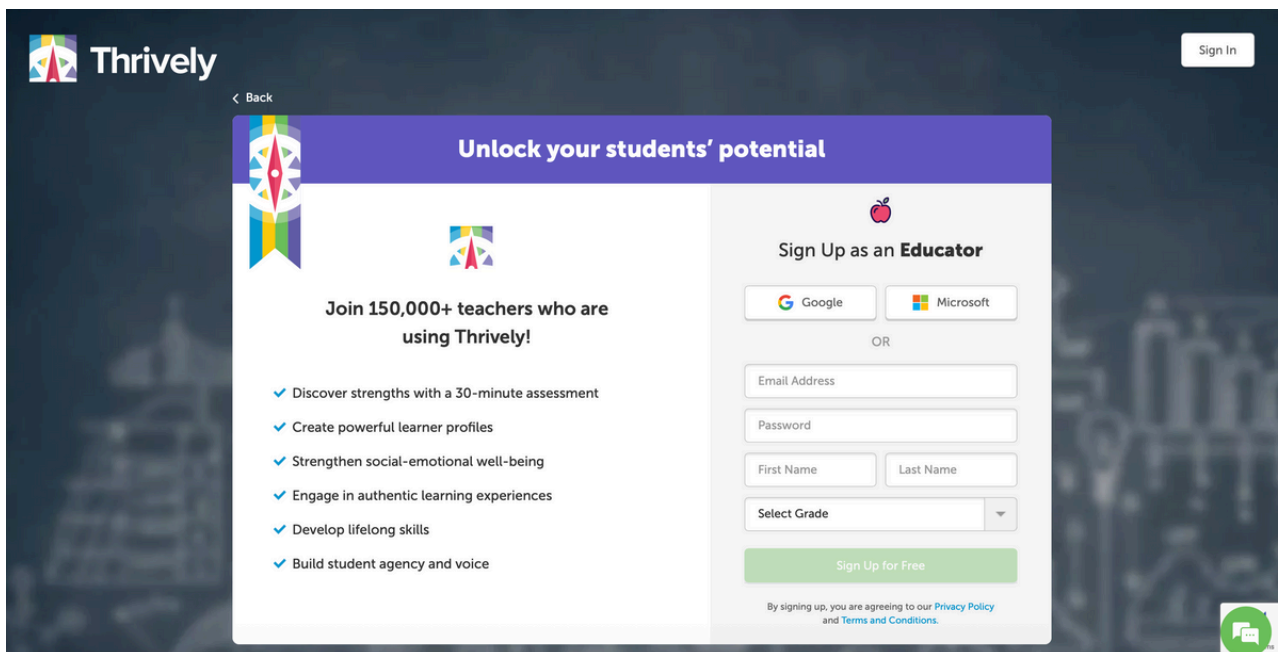 Thrively
Sign In
Back
Unlock your students' potential
Join 150,000+ teachers who are
using Thrively!
Discover strengths with a 30-minute assessment
Create powerful learner profiles
Strengthen social-emotional well-being
Engage in authentic learning experiences
Develop lifelong skills
Build student agency and voice
Sign Up as an Educator
Google
Microsoft
OR
Email Address
Password
First Name
Last Name
Select Grade
Sign Up for Free
By signing up, you are agreeing to our Privacy Policy
and Terms and Conditions.